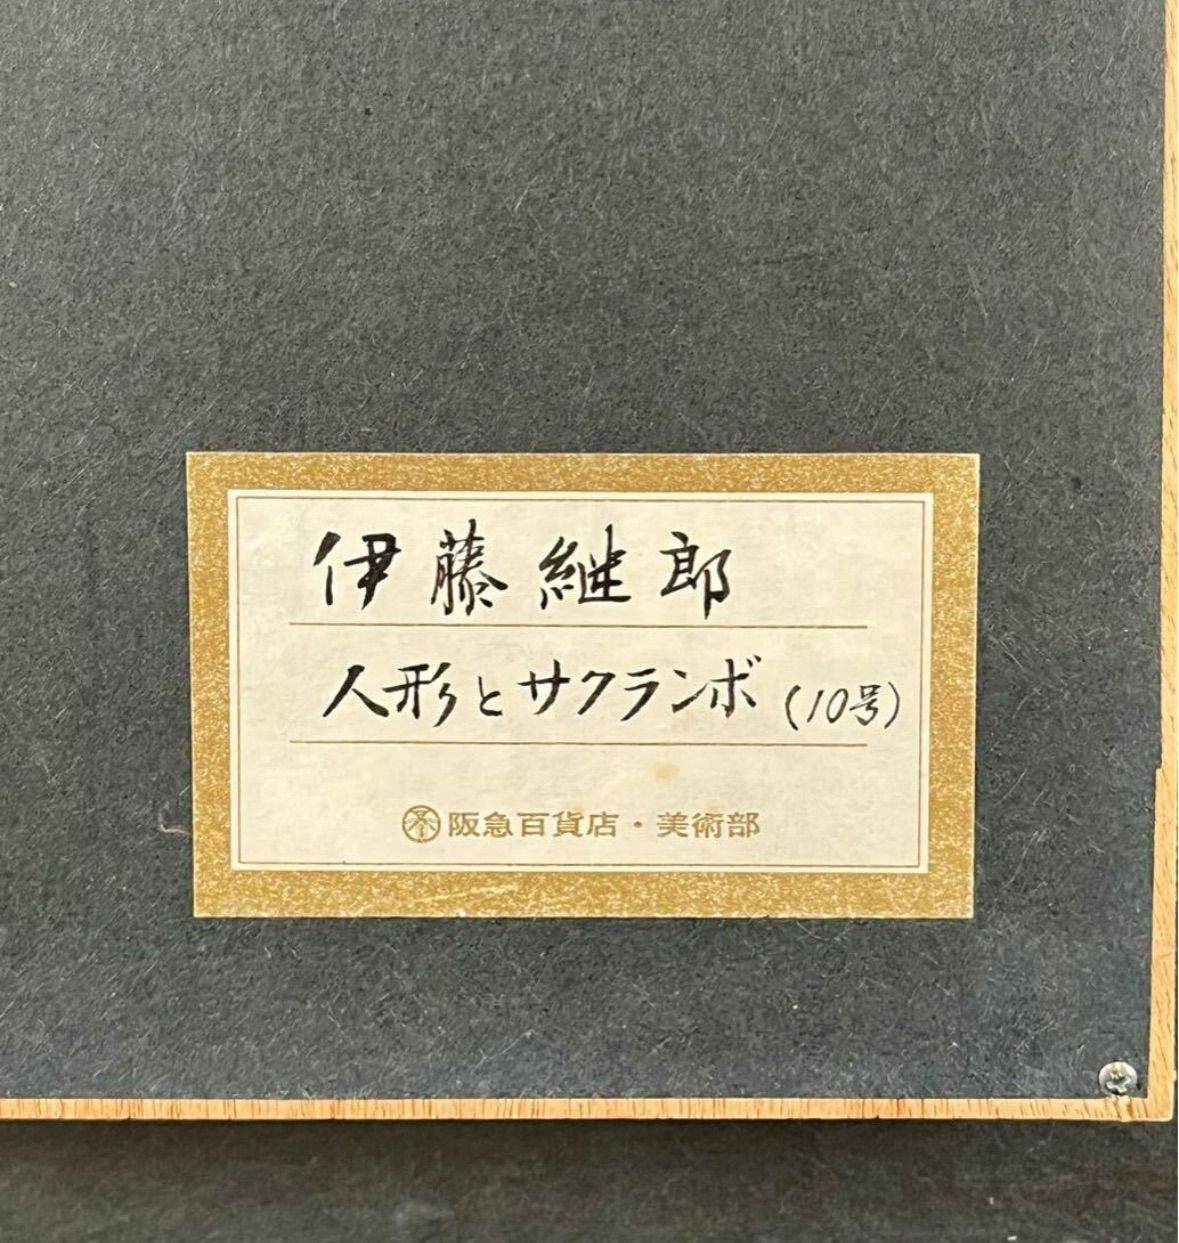 伊藤継郎
人形とサクランボ(10号)
阪急百貨店・美術部